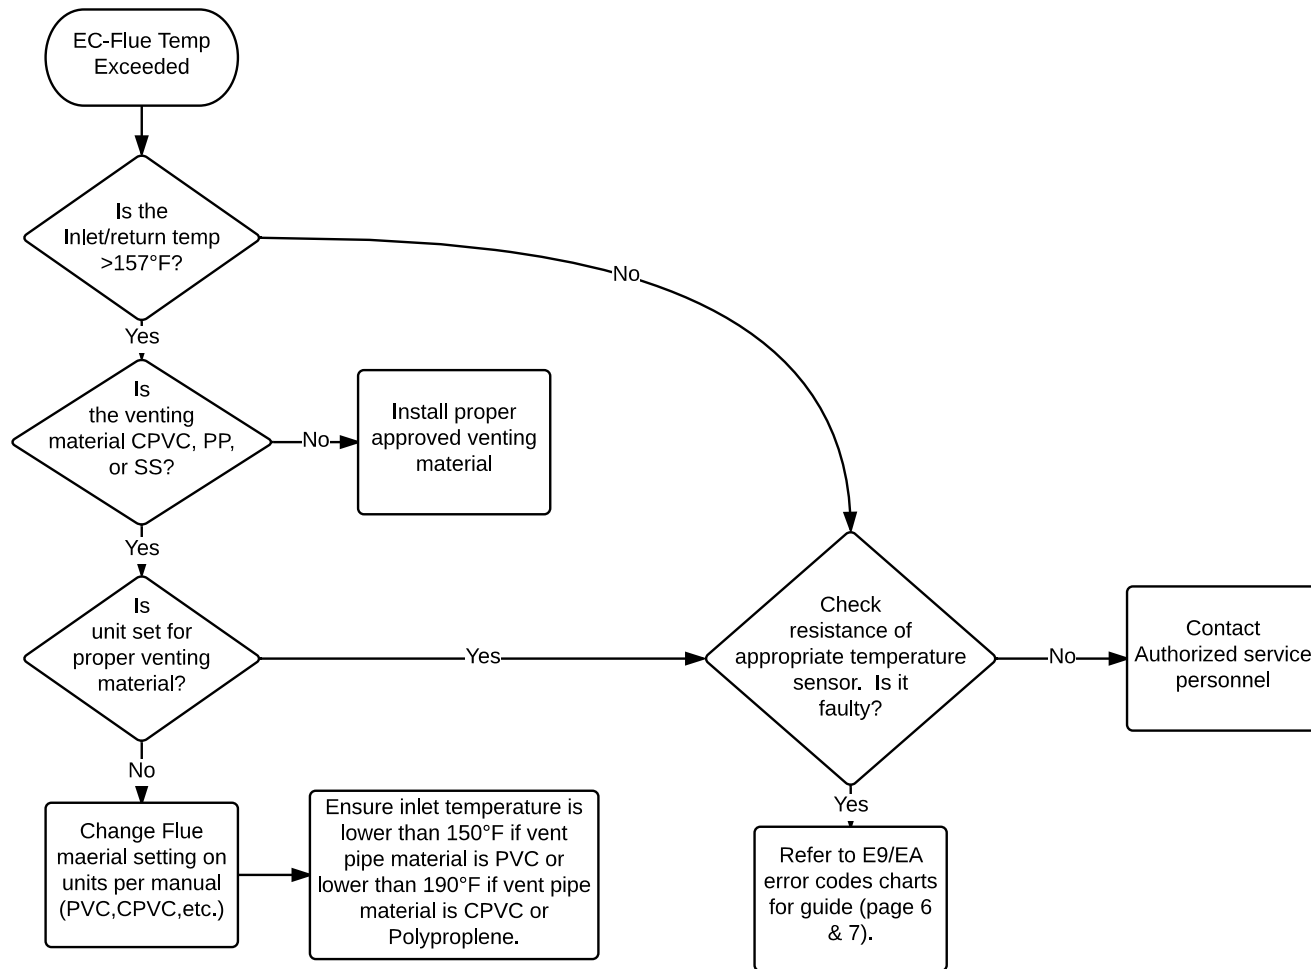 EC-Flue Temp
Exceeded
Is the
Inlet/return temp
>157°F?
No
Yes
Is
the venting
material CPVC, PP,
or SS?
No
Install proper
approved venting
material
Yes
Is
unit set for
proper venting
material?
Yes
Check
resistance of
appropriate temperature
sensor. Is it
faulty?
No
Contact
Authorized service
personnel
No
Change Flue
maerial setting on
units per manual
(PVC,CPVC,etc.)
Ensure inlet temperature is
lower than 150°F if vent
pipe material is PVC or
lower than 190°F if vent pipe
material is CPVC or
Polyproplene.
Yes
Refer to E9/EA
error codes charts
for guide (page 6
& 7).